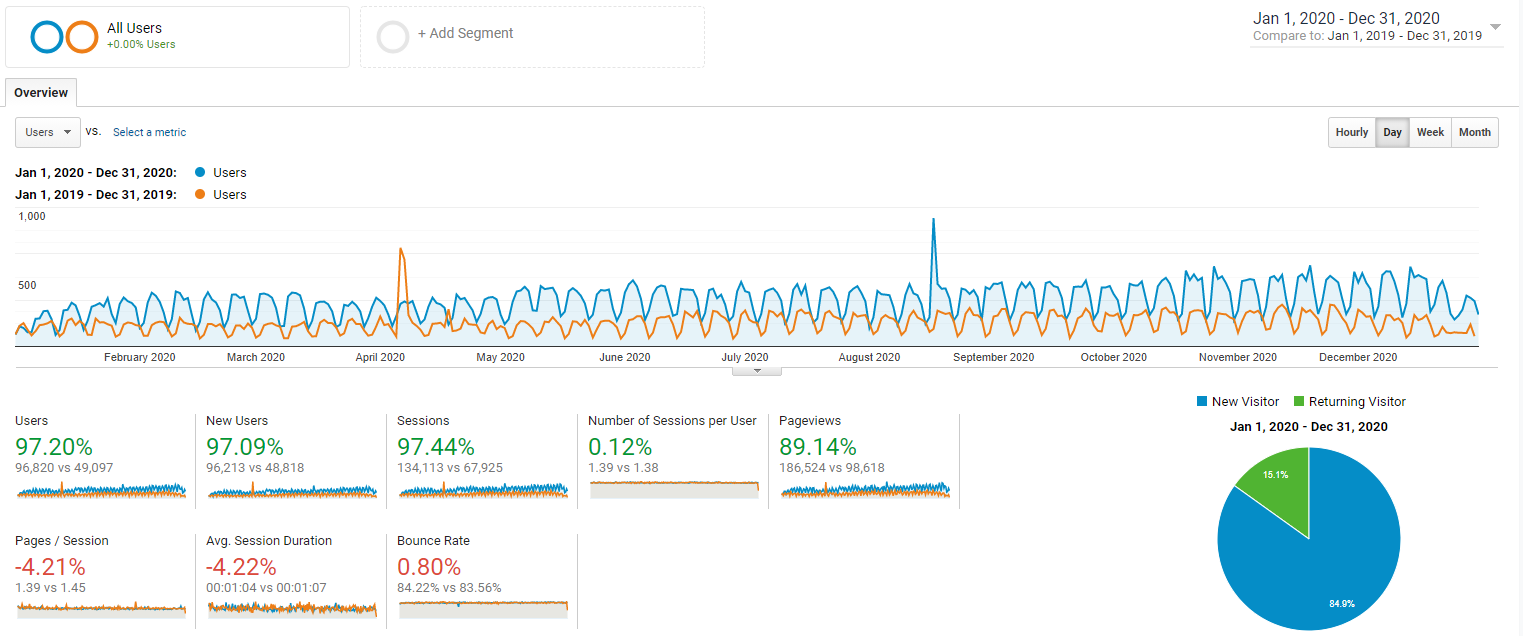 All Users
+0.00% Users
+ Add Segment
Jan 1, 2020 - Dec 31, 2020
Compare to: Jan 1, 2019 - Dec 31, 2019
Overview
Users VS. Select a metric
Hourly Day Week Month
Jan 1, 2020 - Dec 31, 2020: Users
Jan 1, 2019 - Dec 31, 2019: Users
1,000
500
February 2020 March 2020 April 2020 May 2020 June 2020 July 2020 August 2020 September 2020 October 2020 November 2020 December 2020
Users New Users Sessions Number of Sessions per User Pageviews
97.20% 97.09% 97.44% 0.12% 89.14%
96,820 vs 49,097 96,213 vs 48,818 134,113 vs 67,925 1.39 vs 1.38 186,524 vs 98,618
Pages / Session Avg. Session Duration Bounce Rate
-4.21% -4.22% 0.80%
1.39 vs 1.45 00:01:04 vs 00:01:07 84.22% vs 83.56%
New Visitor Returning Visitor
Jan 1, 2020 - Dec 31, 2020
15.1%
84.9%